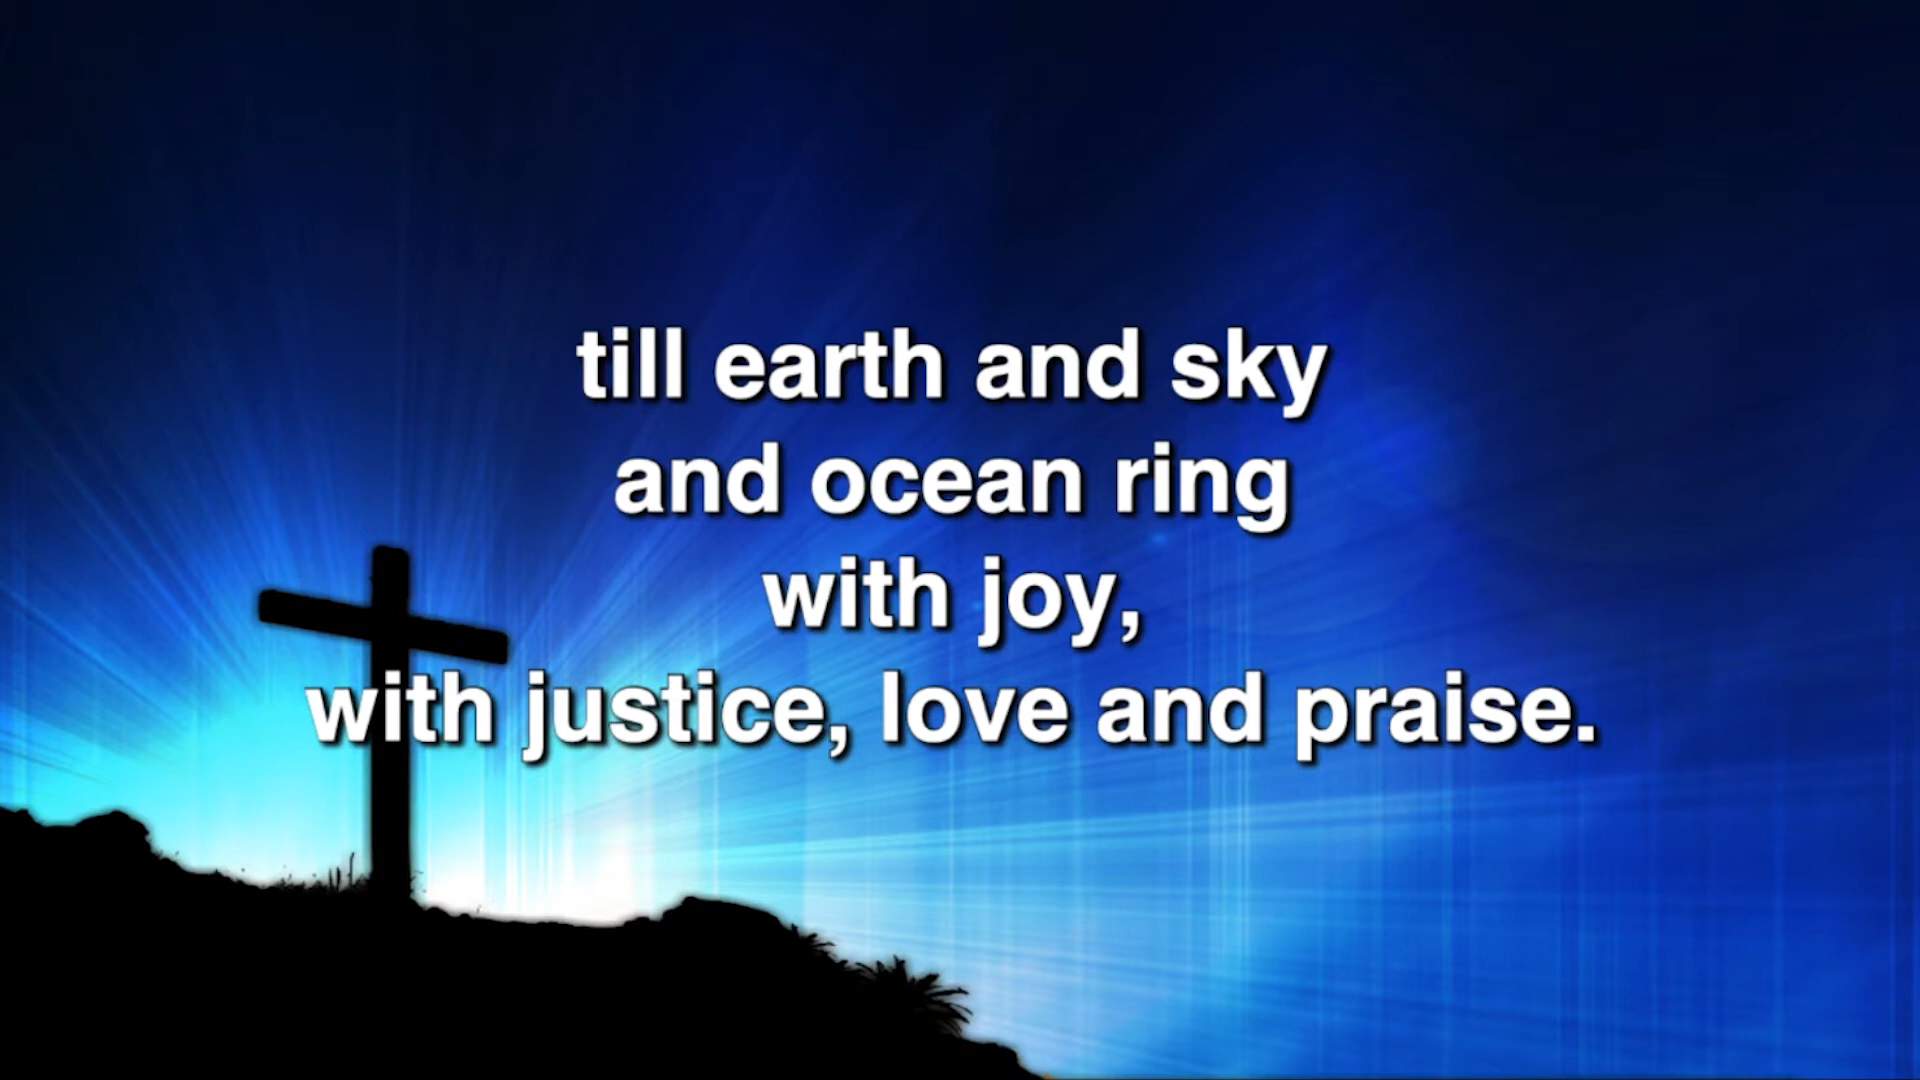 till earth and sky
and ocean ring
with joy,
with justice, love and praise.